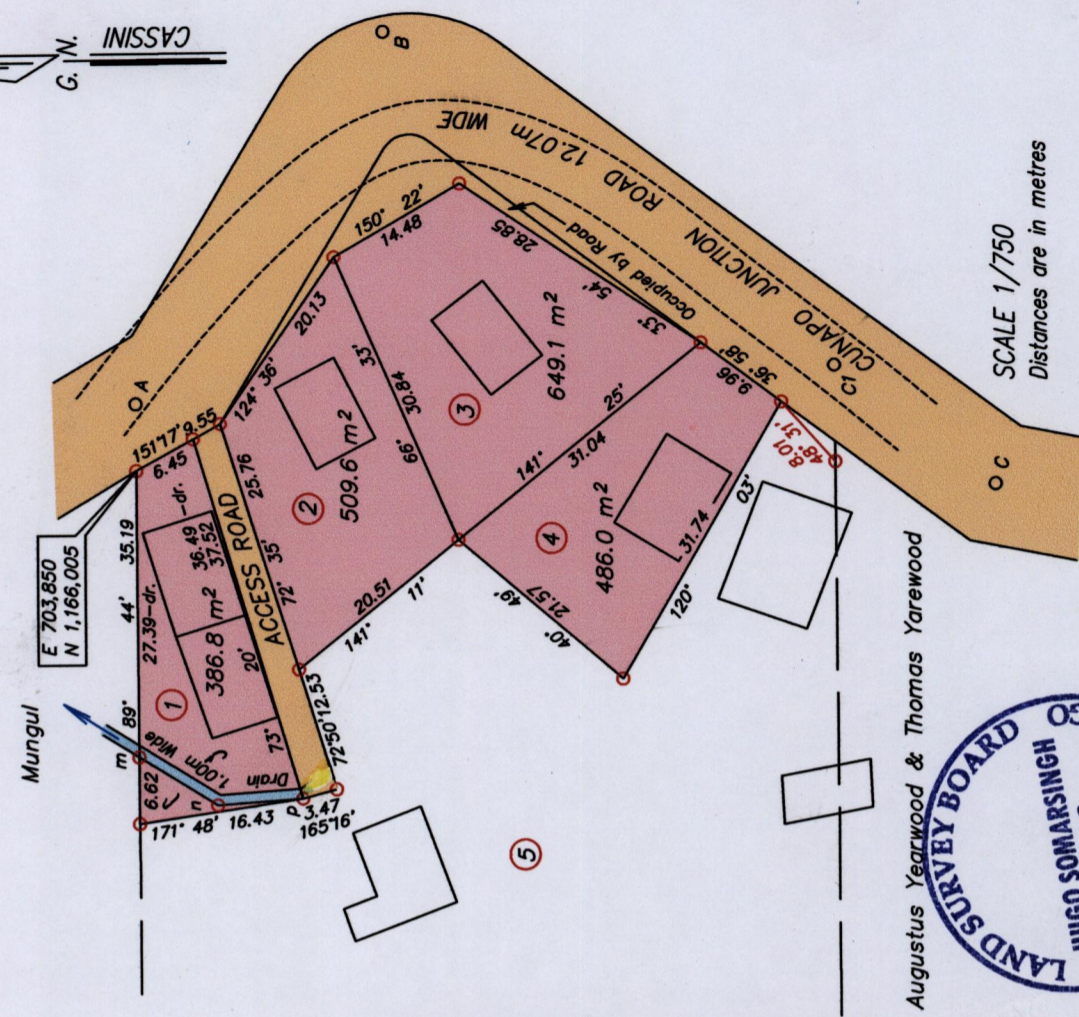 G. N.
CASSINI
Mungul
E 703,850
N 1,166,005
A
B
C
C1
CUNAPO JUNCTION ROAD 12.07m WIDE
Occupied by Road
ACCESS ROAD
1.00m Wide
Drain
m
n
p
89° 44' 35.19
27.39-dr.
6.62
171° 48' 16.43
165°16' 3.47
151°17' 9.55
6.45
36.49 -dr.
73° 20' 37.52
72° 35' 25.76
72°50' 12.53
124° 36' 20.13
150° 22' 14.48
66° 33' 30.84
33° 54' 28.85
141° 25' 31.04
141° 11' 20.51
40° 49' 21.57
120° 03' 31.74
36° 58' 9.96
48° 31' 8.01
1
386.8 m²
2
509.6 m²
3
649.1 m²
4
486.0 m²
5
SCALE 1/750
Distances are in metres
Augustus Yearwood & Thomas Yarewood
LAND SURVEY BOARD
HUGO SOMARSINGH